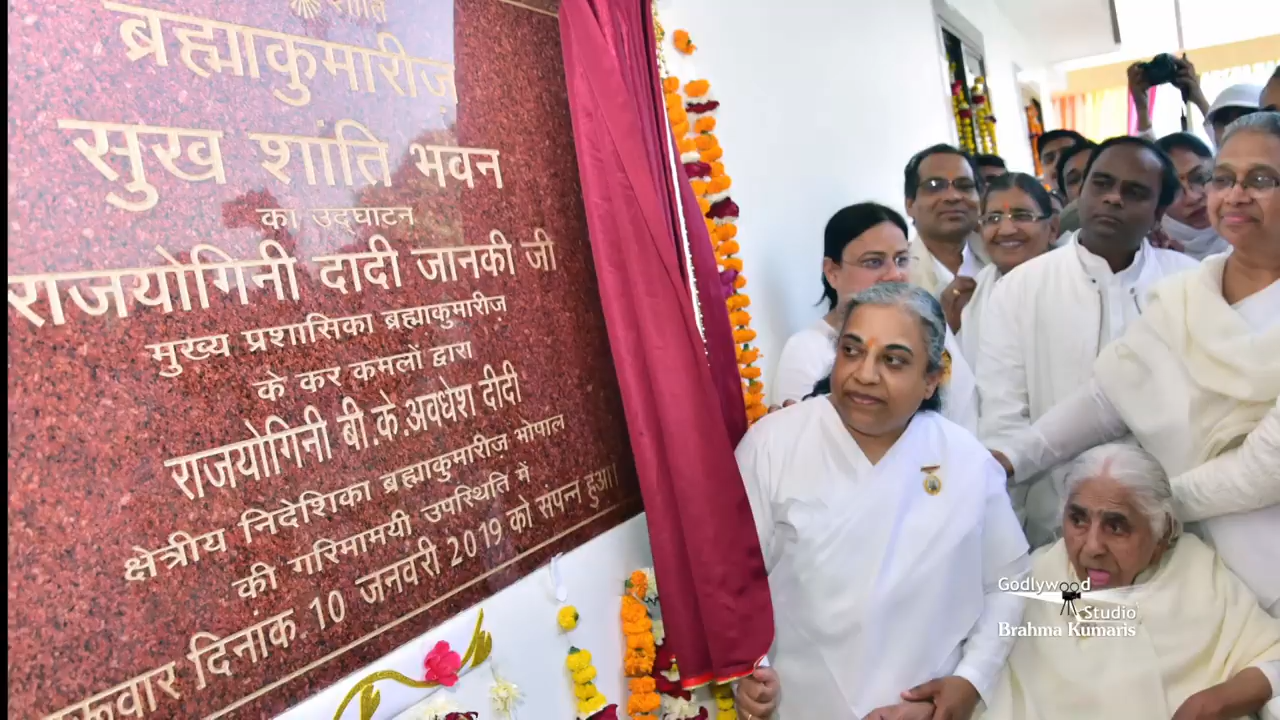 शांति
ब्रह्माकुमारीज़
सुख शांति भवन
का उद्घाटन
राजयोगिनी दादी जानकी जी
मुख्य प्रशासिका ब्रह्माकुमारीज़
के कर कमलों द्वारा
राजयोगिनी बी.के.अवधेश दीदी
क्षेत्रीय निदेशिका ब्रह्माकुमारीज भोपाल
की गरिमामयी उपस्थिति में
दिनांक. 10 जनवरी 2019 को संपन्न हुआ।
Godlywood
Studio
Brahma Kumaris